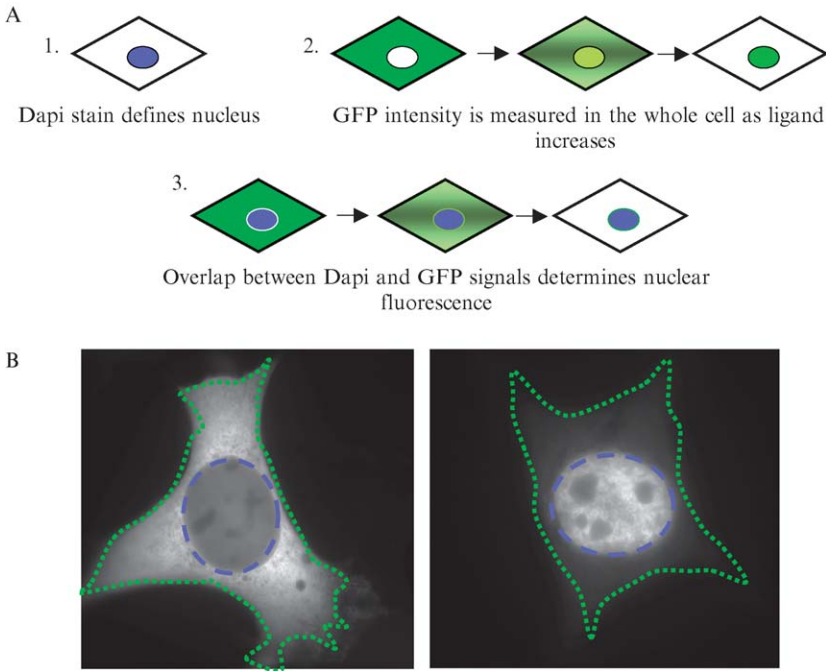 A
1.
2.
Dapi stain defines nucleus
GFP intensity is measured in the whole cell as ligand
increases
3.
Overlap between Dapi and GFP signals determines nuclear
fluorescence
B